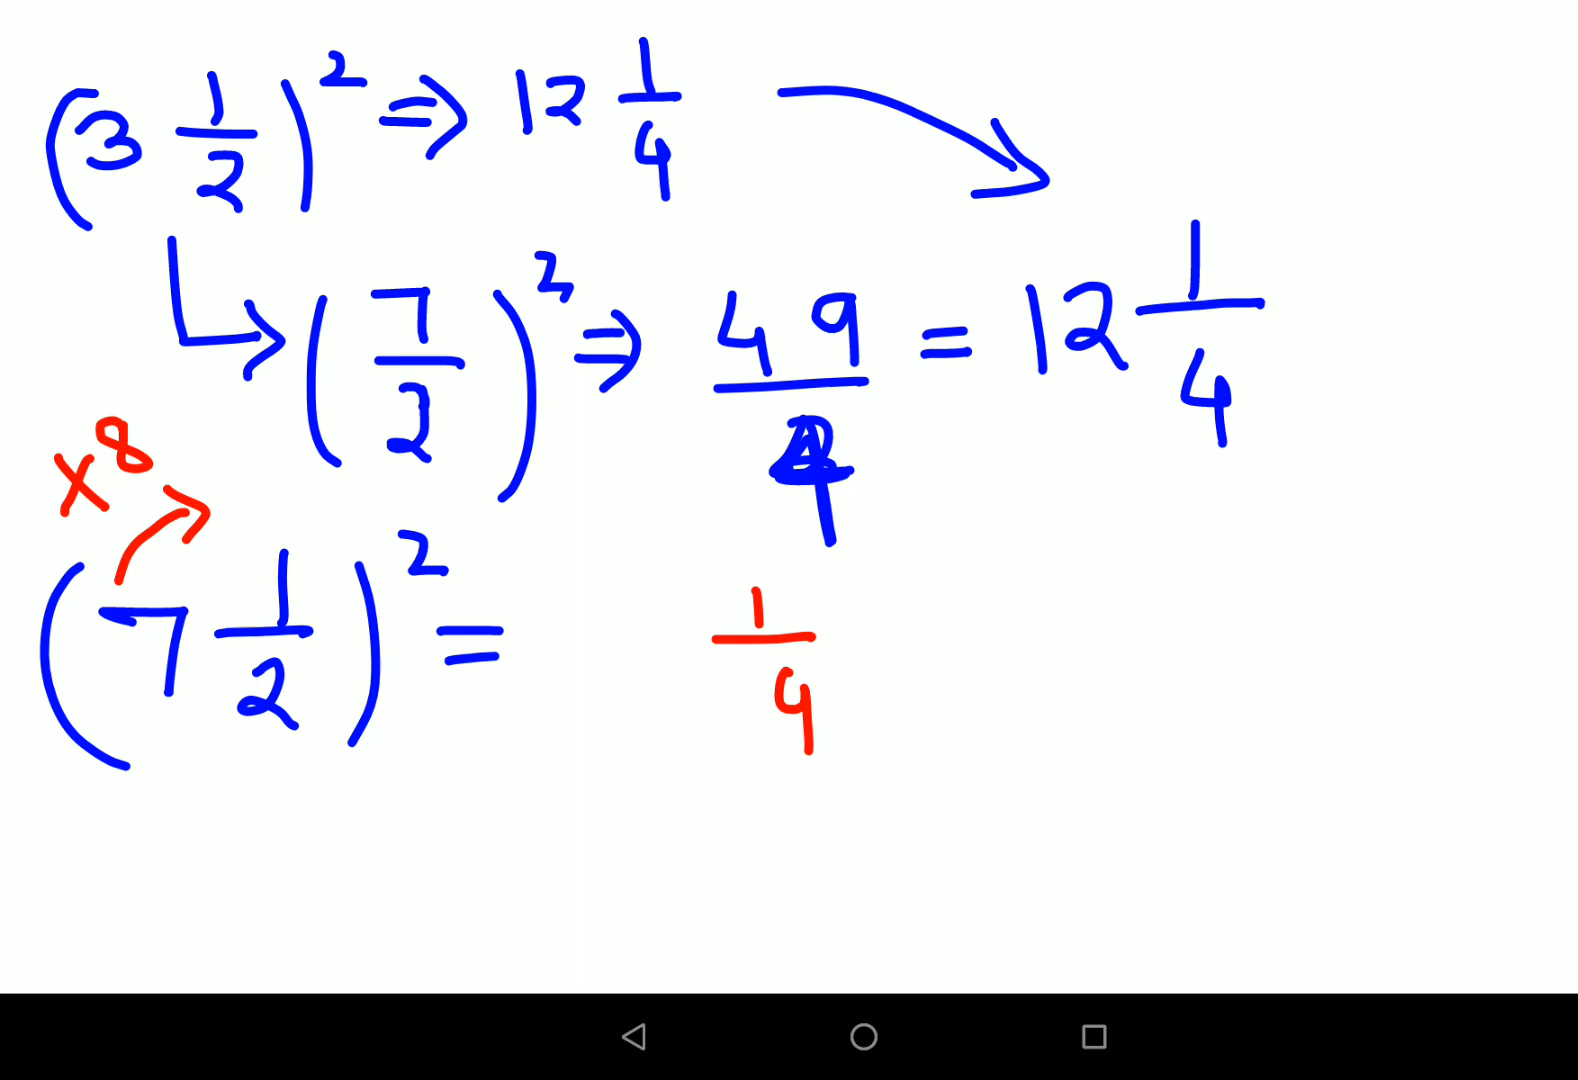 (3 1/2)² ⇒ 12 1/4
(7/2)² ⇒ 49/4 = 12 1/4
x8
(7 1/2)² = 1/4